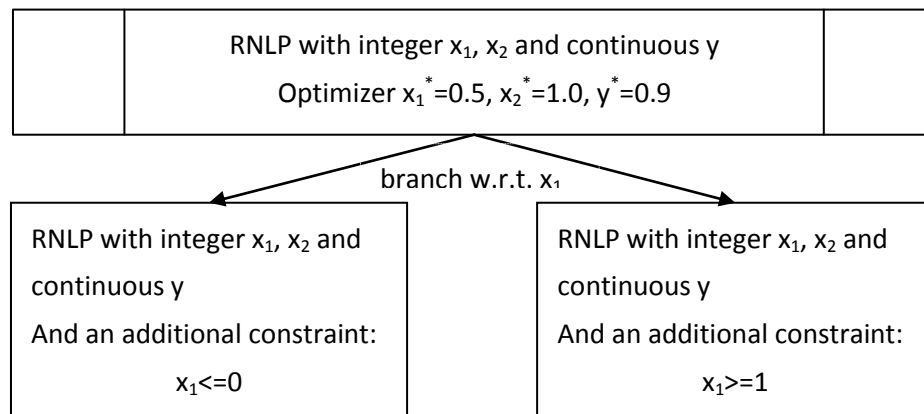 RNLP with integer x₁, x₂ and continuous y
Optimizer x₁*=0.5, x₂*=1.0, y*=0.9
branch w.r.t. x₁
RNLP with integer x₁, x₂ and
continuous y
And an additional constraint:
x₁<=0
RNLP with integer x₁, x₂ and
continuous y
And an additional constraint:
x₁>=1